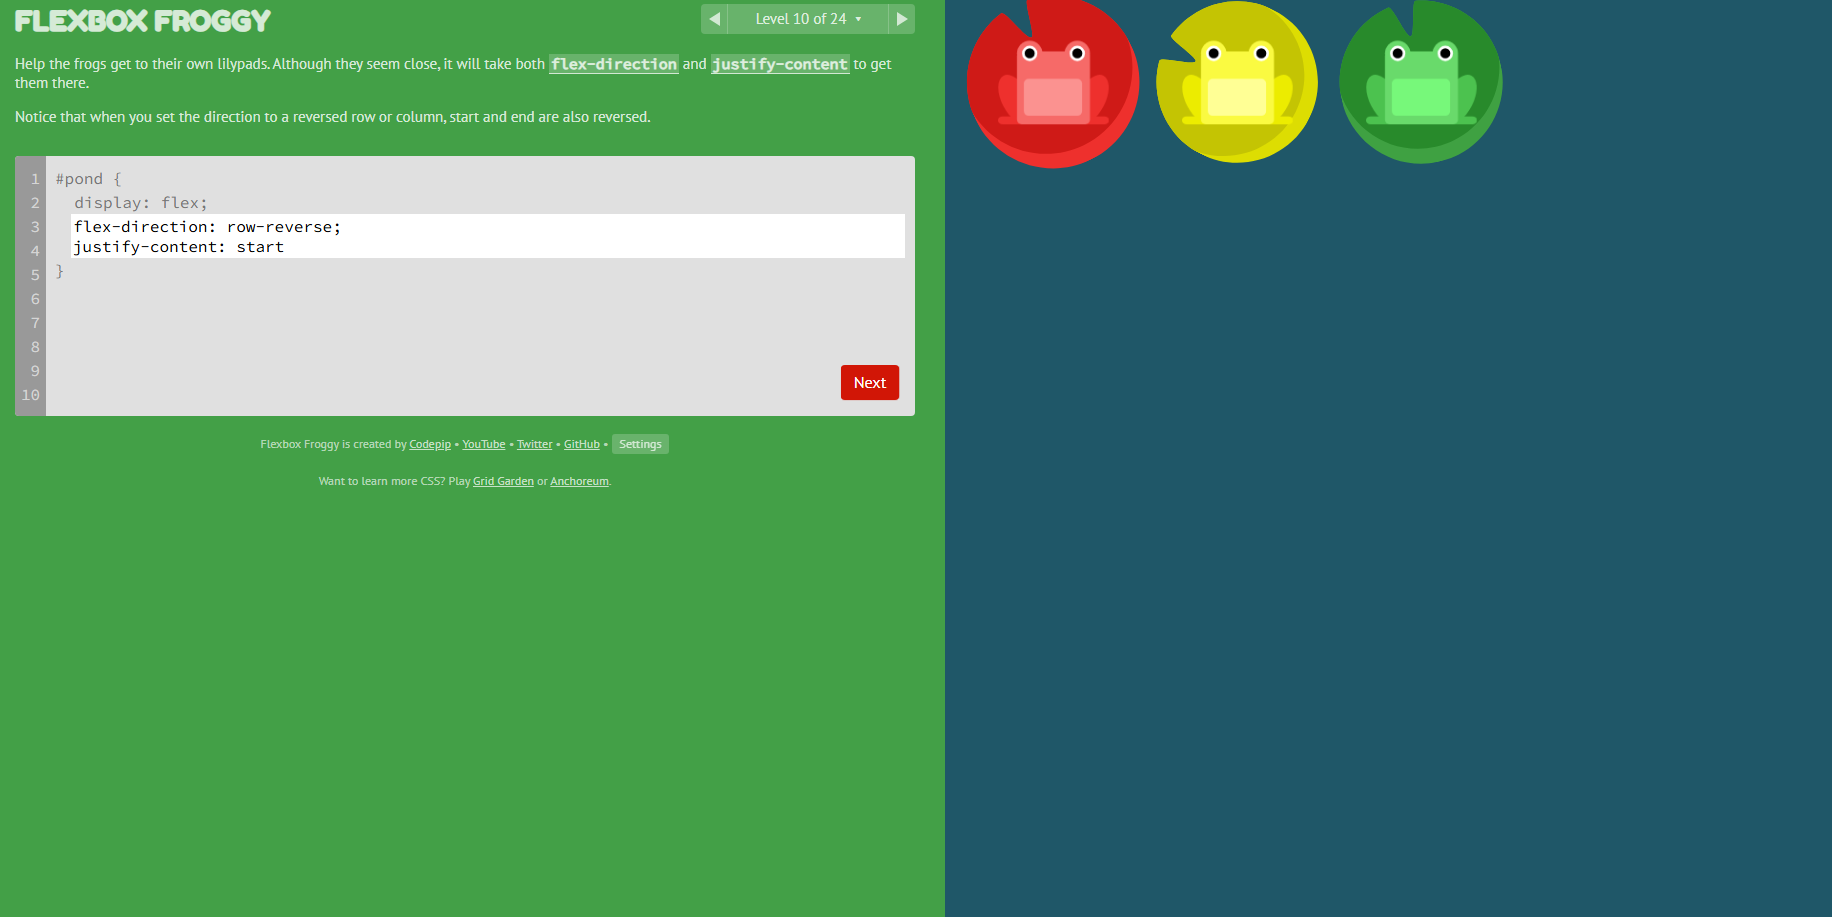 FLEXBOX FROGGY
Level 10 of 24
Help the frogs get to their own lilypads. Although they seem close, it will take both flex-direction and justify-content to get
them there.
Notice that when you set the direction to a reversed row or column, start and end are also reversed.
1 #pond {
2 display: flex;
3 flex-direction: row-reverse;
4 justify-content: start
5 }
6
7
8
9
10
Next
Flexbox Froggy is created by Codepip • YouTube • Twitter • GitHub • Settings
Want to learn more CSS? Play Grid Garden or Anchoreum.